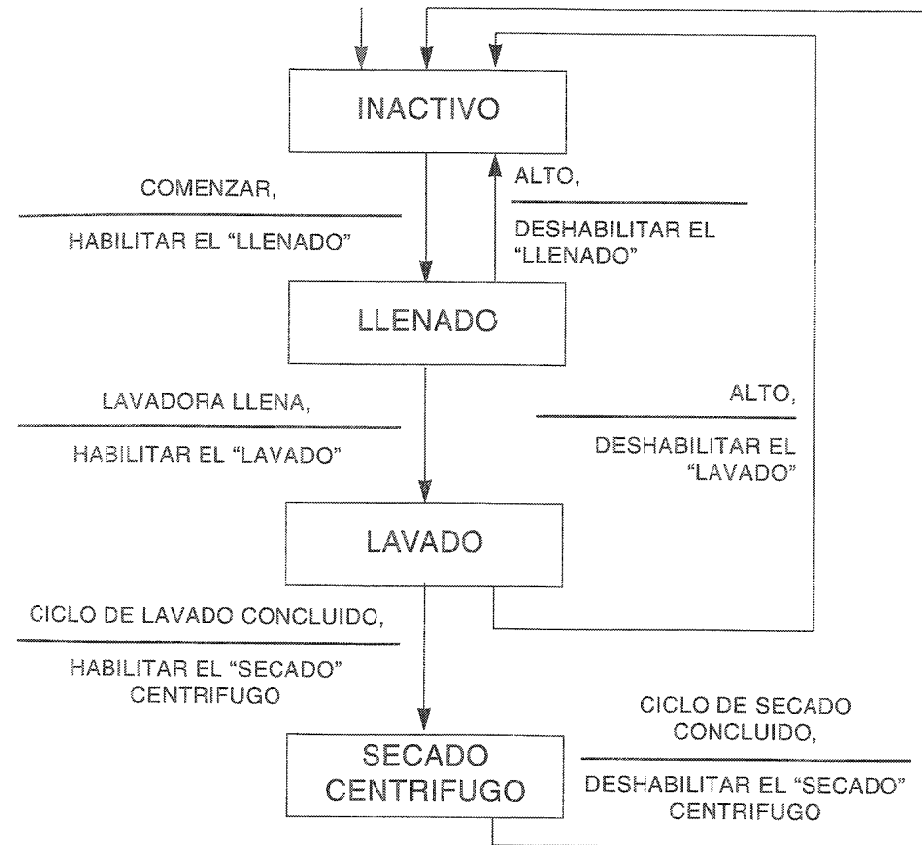 INACTIVO
COMENZAR,
HABILITAR EL “LLENADO”
ALTO,
DESHABILITAR EL
“LLENADO”
LLENADO
LAVADORA LLENA,
HABILITAR EL “LAVADO”
ALTO,
DESHABILITAR EL
“LAVADO”
LAVADO
CICLO DE LAVADO CONCLUIDO,
HABILITAR EL “SECADO”
CENTRIFUGO
SECADO
CENTRIFUGO
CICLO DE SECADO
CONCLUIDO,
DESHABILITAR EL “SECADO”
CENTRIFUGO